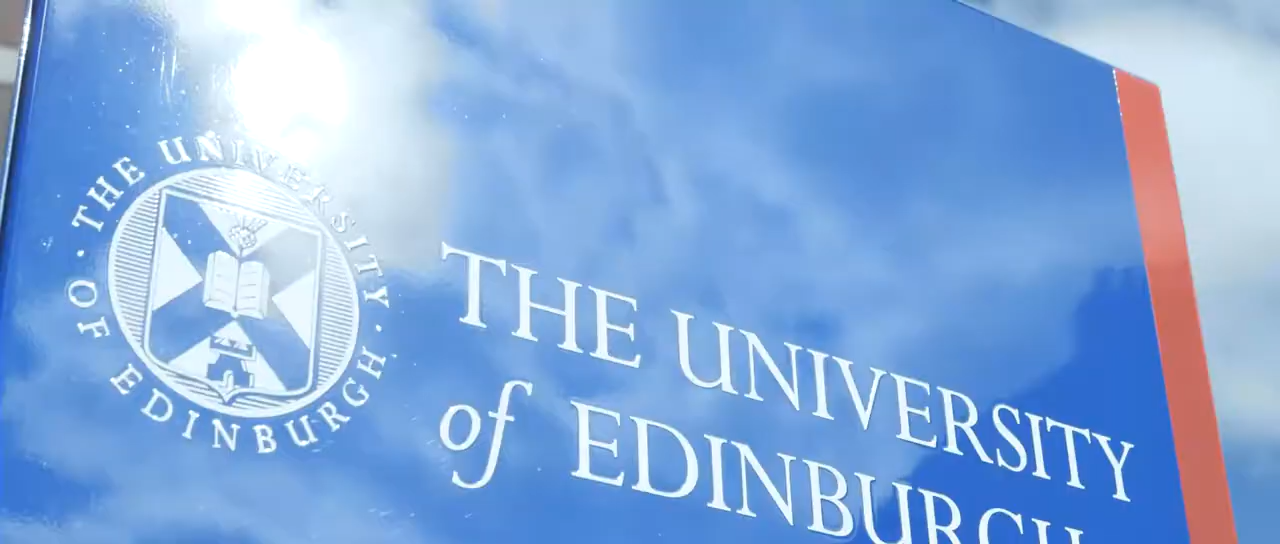 · THE UNIVERSITY ·
OF EDINBURGH
THE UNIVERSITY
of EDINBURGH